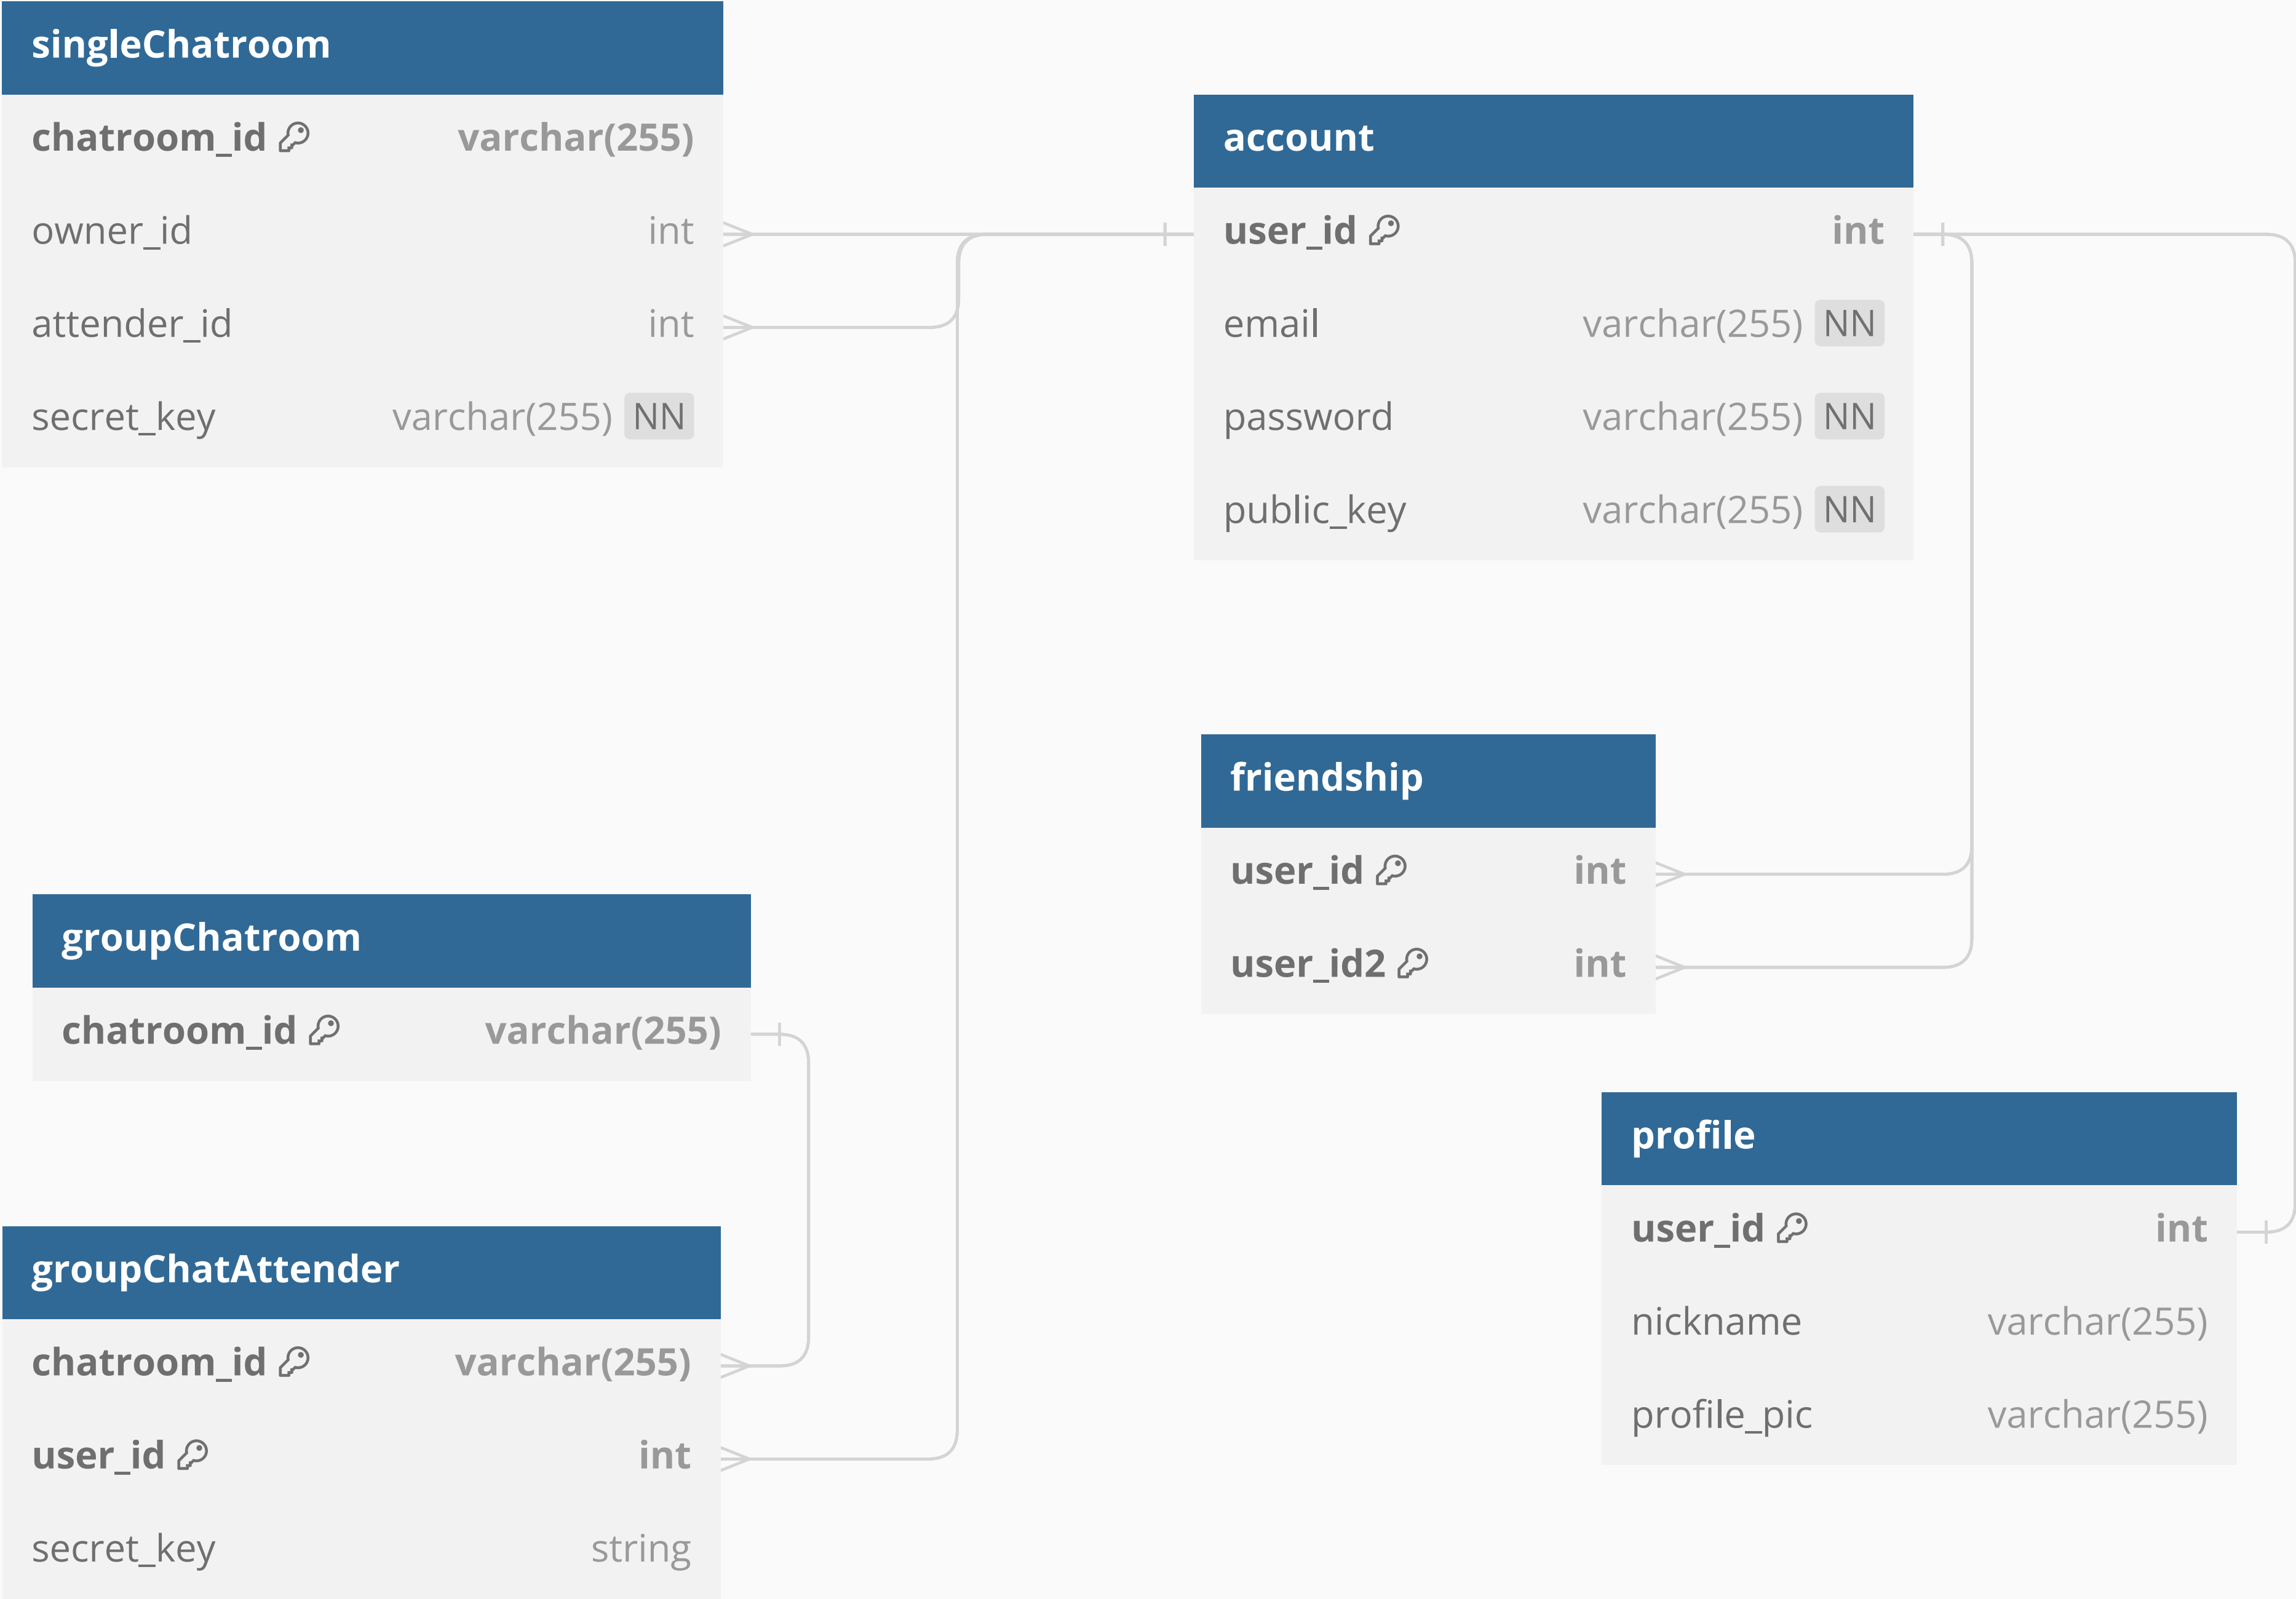 singleChatroom
chatroom_id varchar(255)
owner_id int
attender_id int
secret_key varchar(255) NN
account
user_id int
email varchar(255) NN
password varchar(255) NN
public_key varchar(255) NN
friendship
user_id int
user_id2 int
groupChatroom
chatroom_id varchar(255)
profile
user_id int
nickname varchar(255)
profile_pic varchar(255)
groupChatAttender
chatroom_id varchar(255)
user_id int
secret_key string